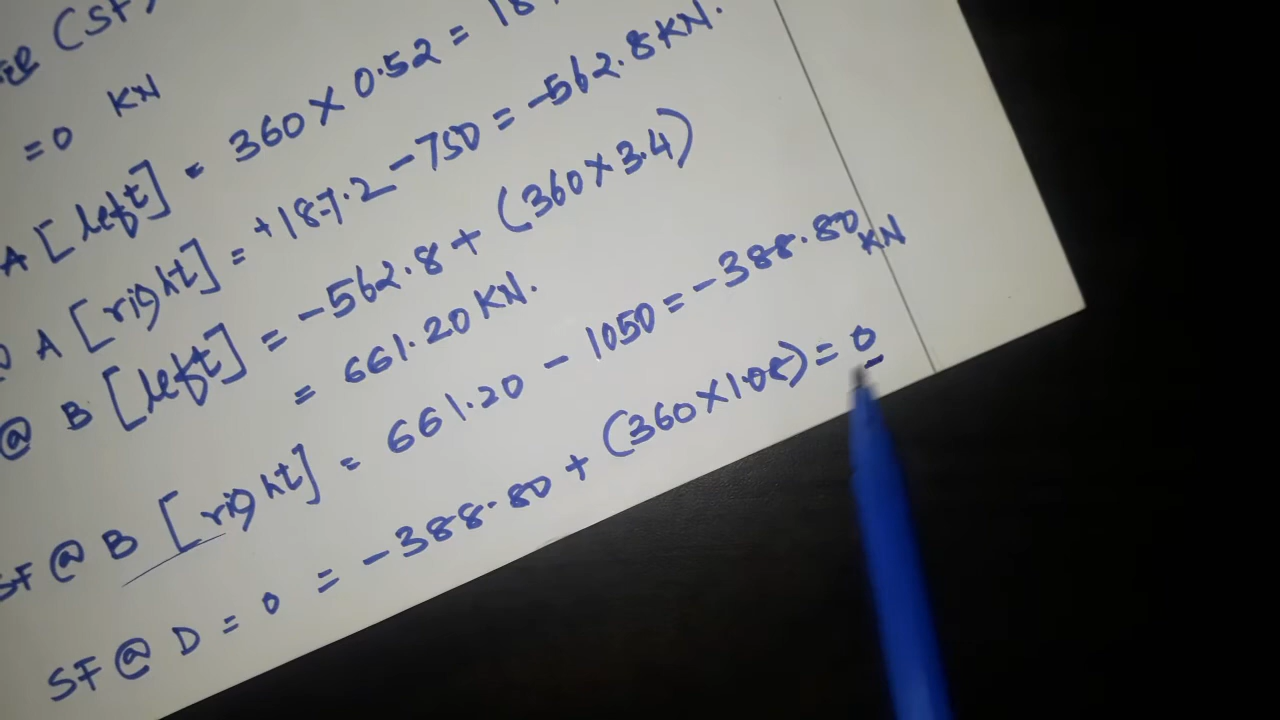 (SF)
= 0 KN
A [left] = 360 × 0.52 = 18
@ A [right] = +187.2 - 750 = -562.8 KN.
@ B [left] = -562.8 + (360 × 3.4)
= 661.20 KN.
SF @ B [right] = 661.20 - 1050 = -388.80 KN
SF @ D = 0 = -388.80 + (360 × 1.08) = 0